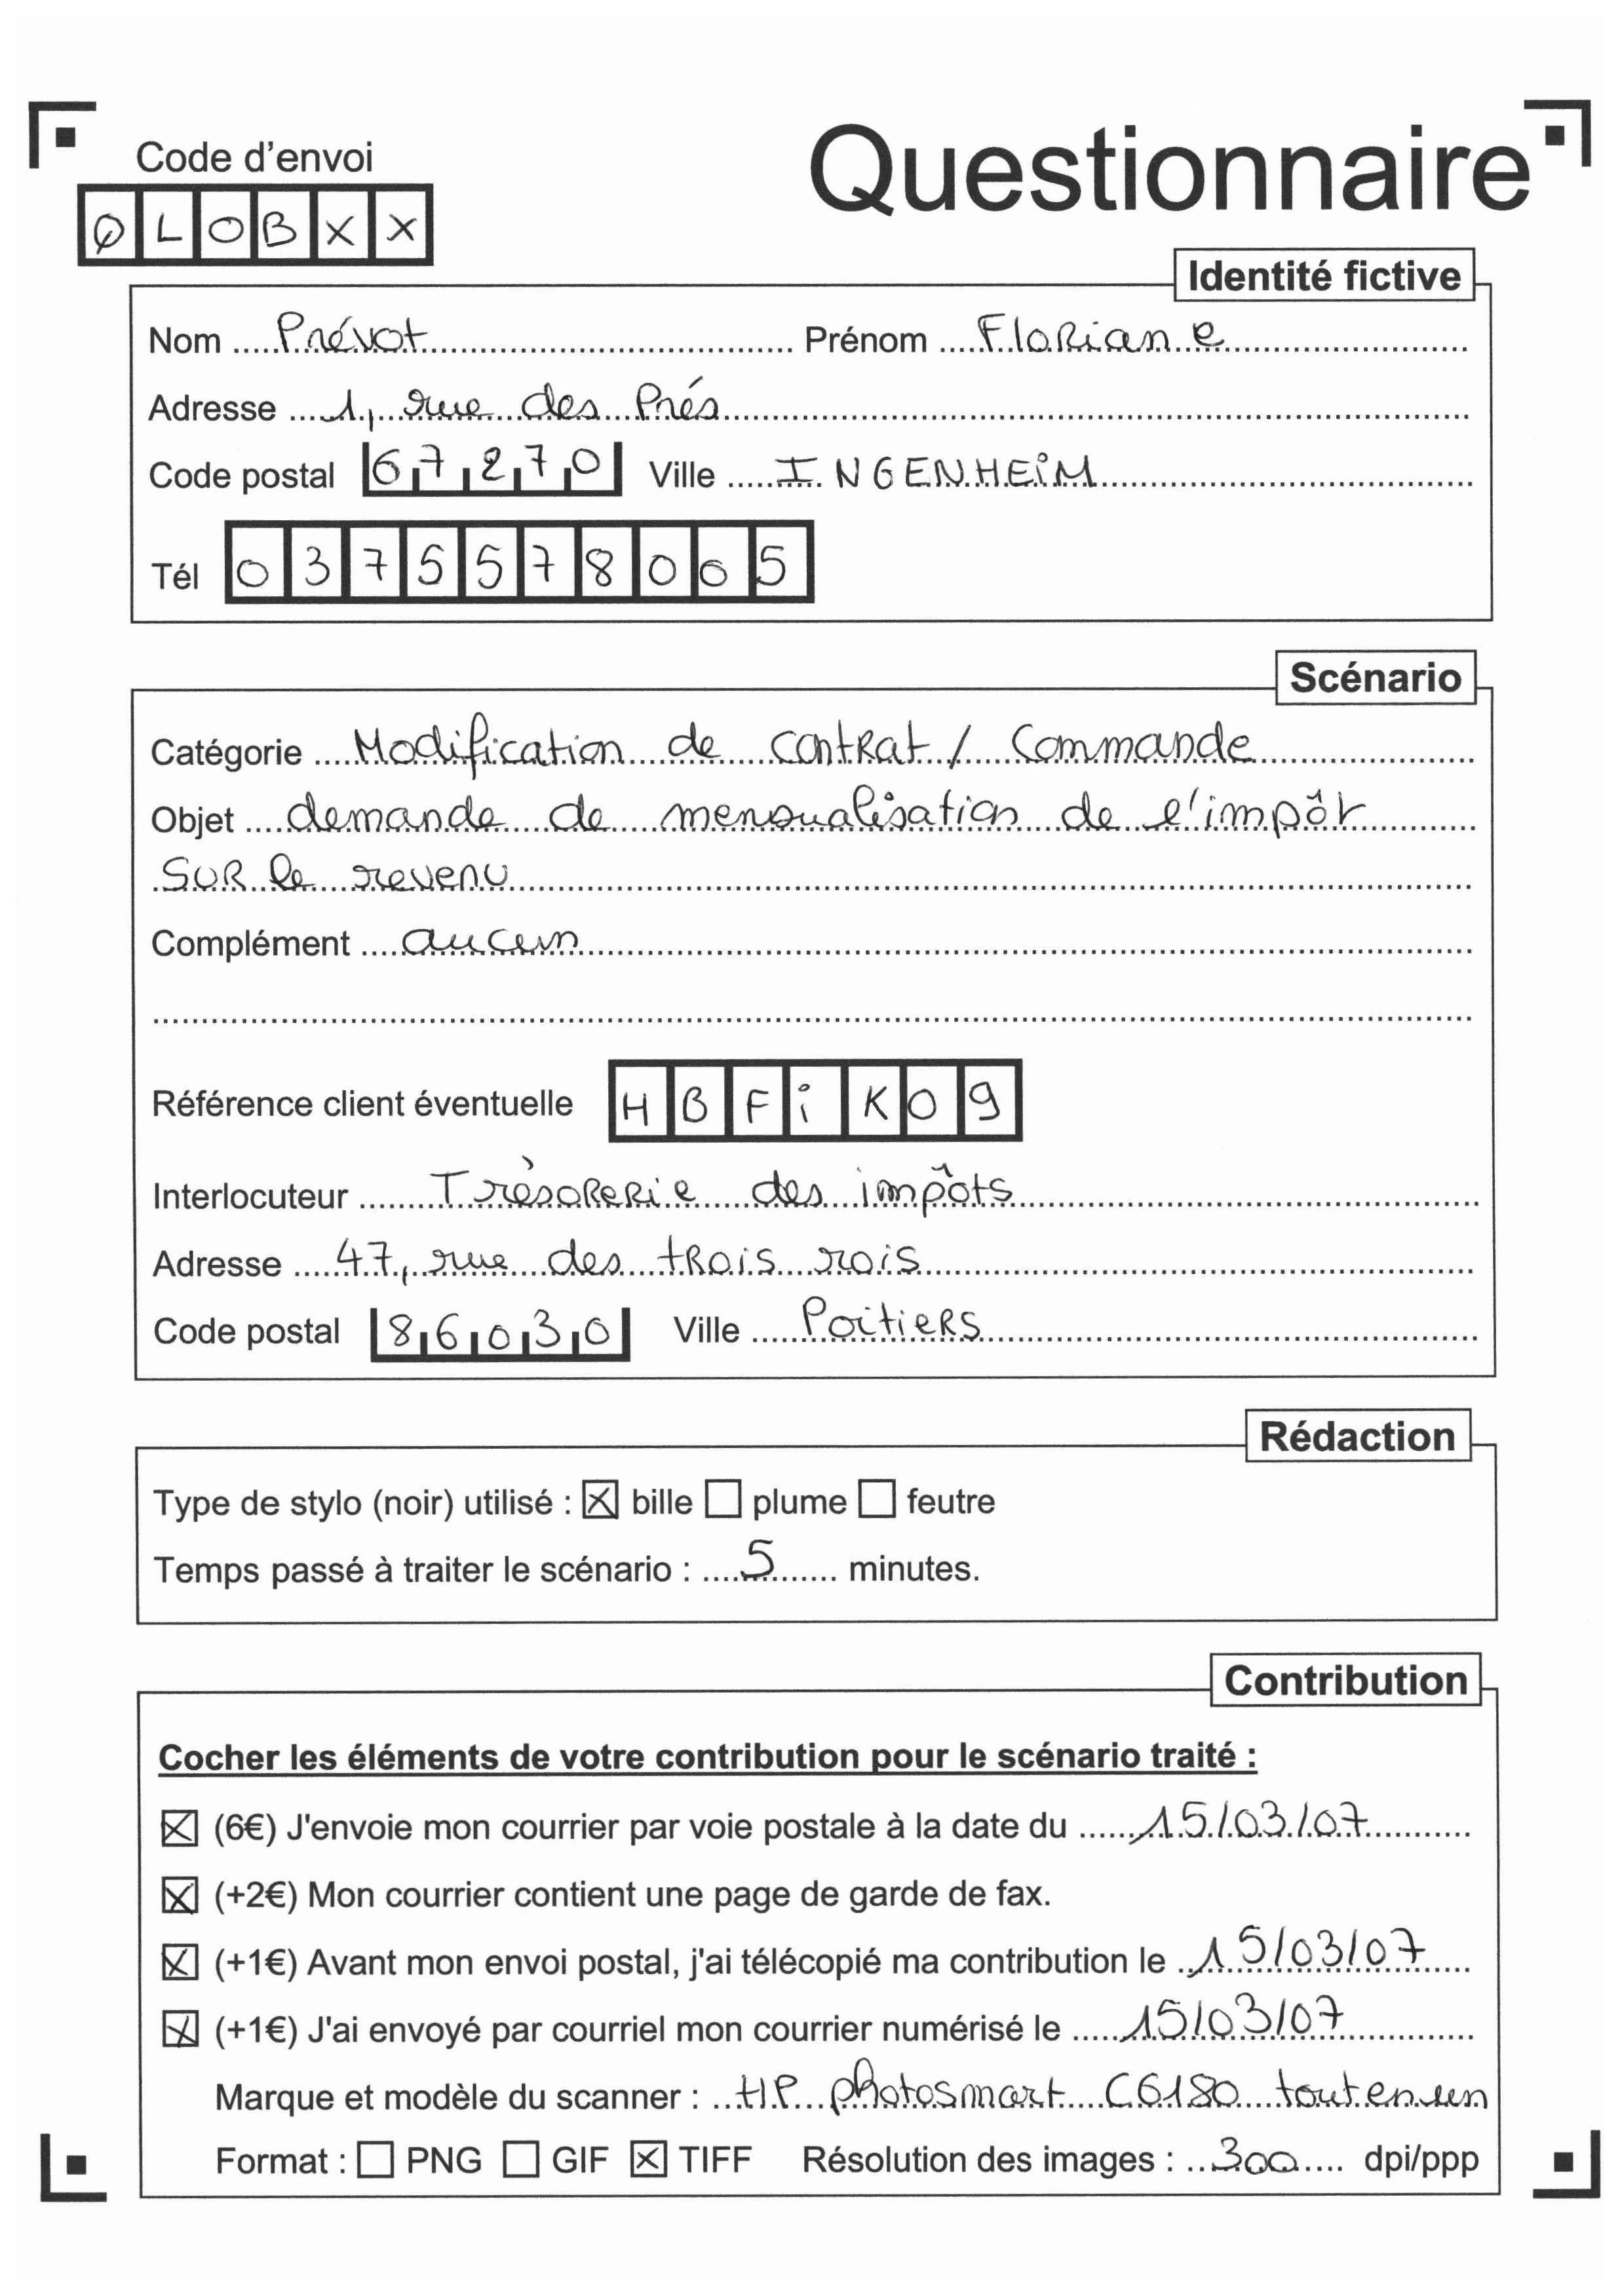 Questionnaire
Code d'envoi
ØLOBXX
Identité fictive
Nom Prévot Prénom Floriane
Adresse 1, rue des Prés
Code postal 67270 Ville INGENHEiM
Tél 0375578065
Scénario
Catégorie Modification de contrat / Commande
Objet demande de mensualisation de l'impôt
sur le revenu
Complément aucun
Référence client éventuelle HBFiK09
Interlocuteur Trèsorerie des impôts
Adresse 47, rue des trois rois
Code postal 86030 Ville Poitiers
Rédaction
Type de stylo (noir) utilisé : ☒ bille ☐ plume ☐ feutre
Temps passé à traiter le scénario : 5 minutes.
Contribution
Cocher les éléments de votre contribution pour le scénario traité :
☒ (6€) J'envoie mon courrier par voie postale à la date du 15/03/07
☒ (+2€) Mon courrier contient une page de garde de fax.
☒ (+1€) Avant mon envoi postal, j'ai télécopié ma contribution le 15/03/07
☒ (+1€) J'ai envoyé par courriel mon courrier numérisé le 15/03/07
Marque et modèle du scanner : HP photosmart C6180 tout en un
Format : ☐ PNG ☐ GIF ☒ TIFF Résolution des images : 300 dpi/ppp